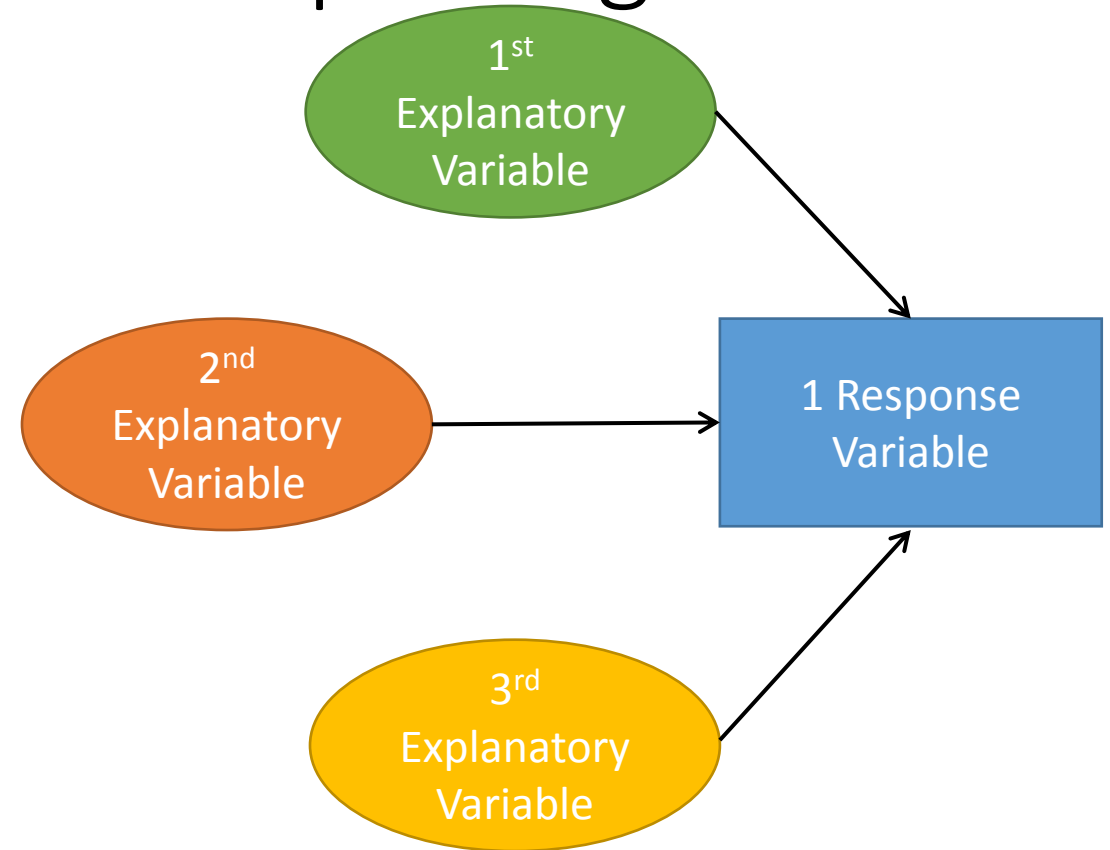 1st
Explanatory
Variable
2nd
Explanatory
Variable
1 Response
Variable
3rd
Explanatory
Variable